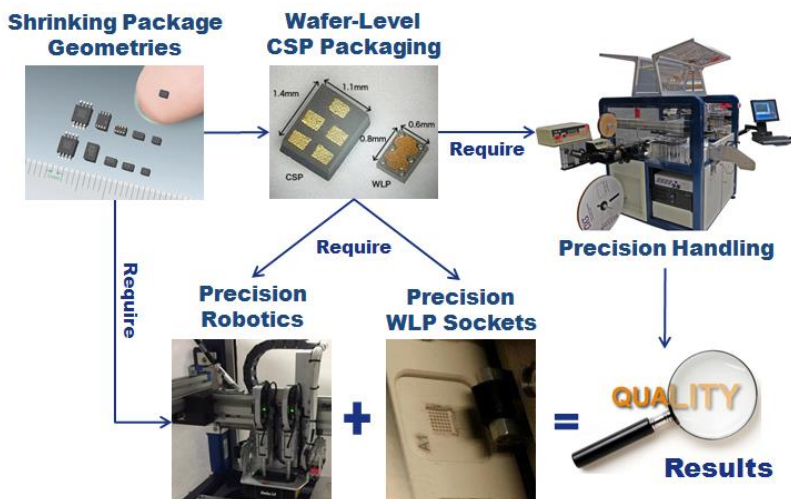 Shrinking Package
Geometries
Wafer-Level
CSP Packaging
1.4mm
1.1mm
0.8mm
0.6mm
CSP
WLP
Require
Require
Require
Precision Handling
Precision
Robotics
Precision
WLP Sockets
A1
+
=
QUALITY
Results